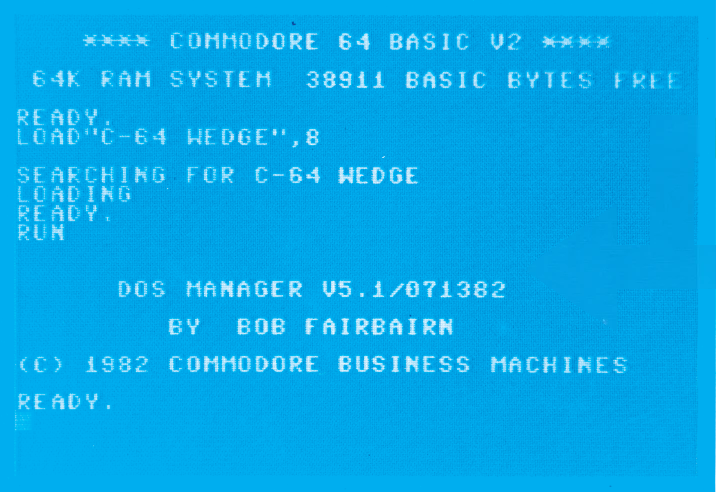 **** COMMODORE 64 BASIC V2 ****
64K RAM SYSTEM 38911 BASIC BYTES FREE
READY.
LOAD"C-64 WEDGE",8
SEARCHING FOR C-64 WEDGE
LOADING
READY.
RUN
DOS MANAGER V5.1/071382
BY BOB FAIRBAIRN
(C) 1982 COMMODORE BUSINESS MACHINES
READY.